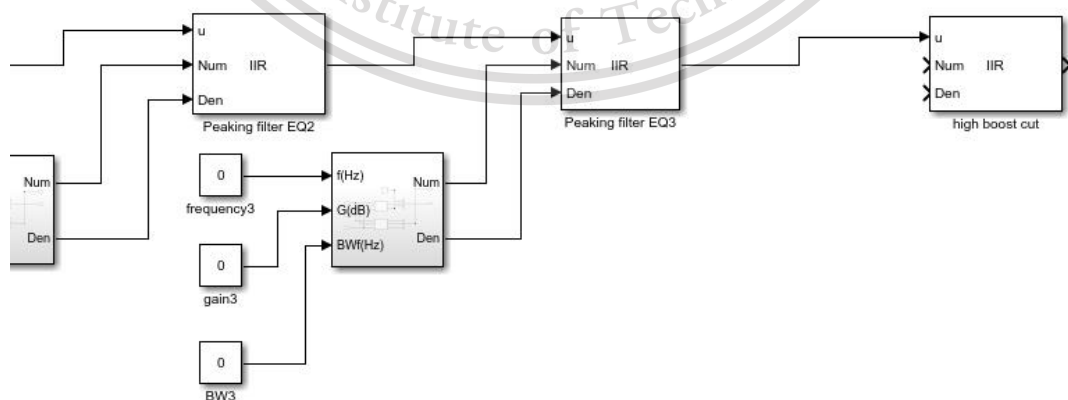 Institute of Tech
u
Num IIR
Den
Peaking filter EQ2
u
Num IIR
Den
Peaking filter EQ3
u
Num IIR
Den
high boost cut
Num
Den
0
frequency3
0
gain3
0
BW3
f(Hz)
G(dB)
BWf(Hz)
Num
Den